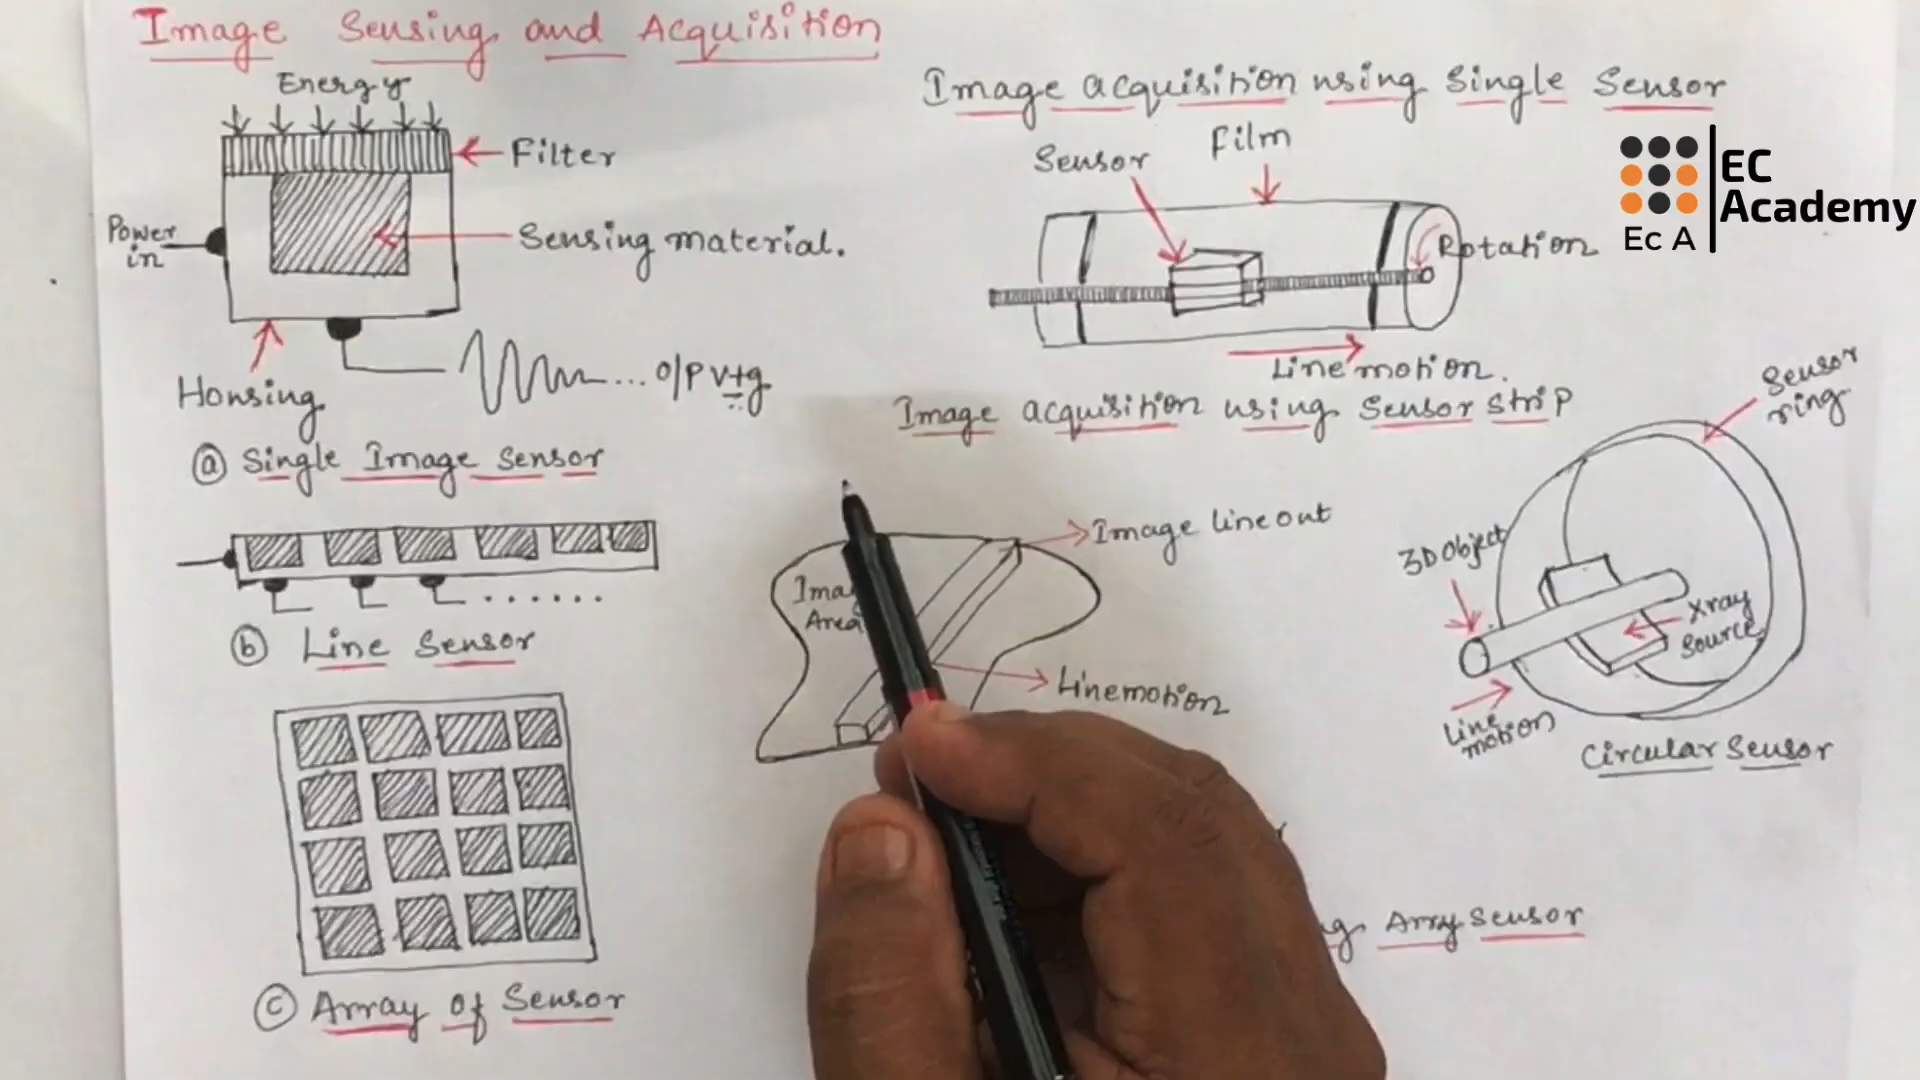 Image Sensing and Acquisition
Energy
Filter
Power
in
Sensing material.
Housing
... O/P Vtg
(a) Single Image Sensor
(b) Line Sensor
(c) Array of Sensor
Image acquisition using Single Sensor
Sensor
Film
Rotation
Line motion.
Image acquisition using Sensor Strip
Image line out
Area
Linemotion
Sensor
ring
3D Object
Xray
Source
Line
motion
Circular Sensor
Array Sensor
EC
Academy
Ec A